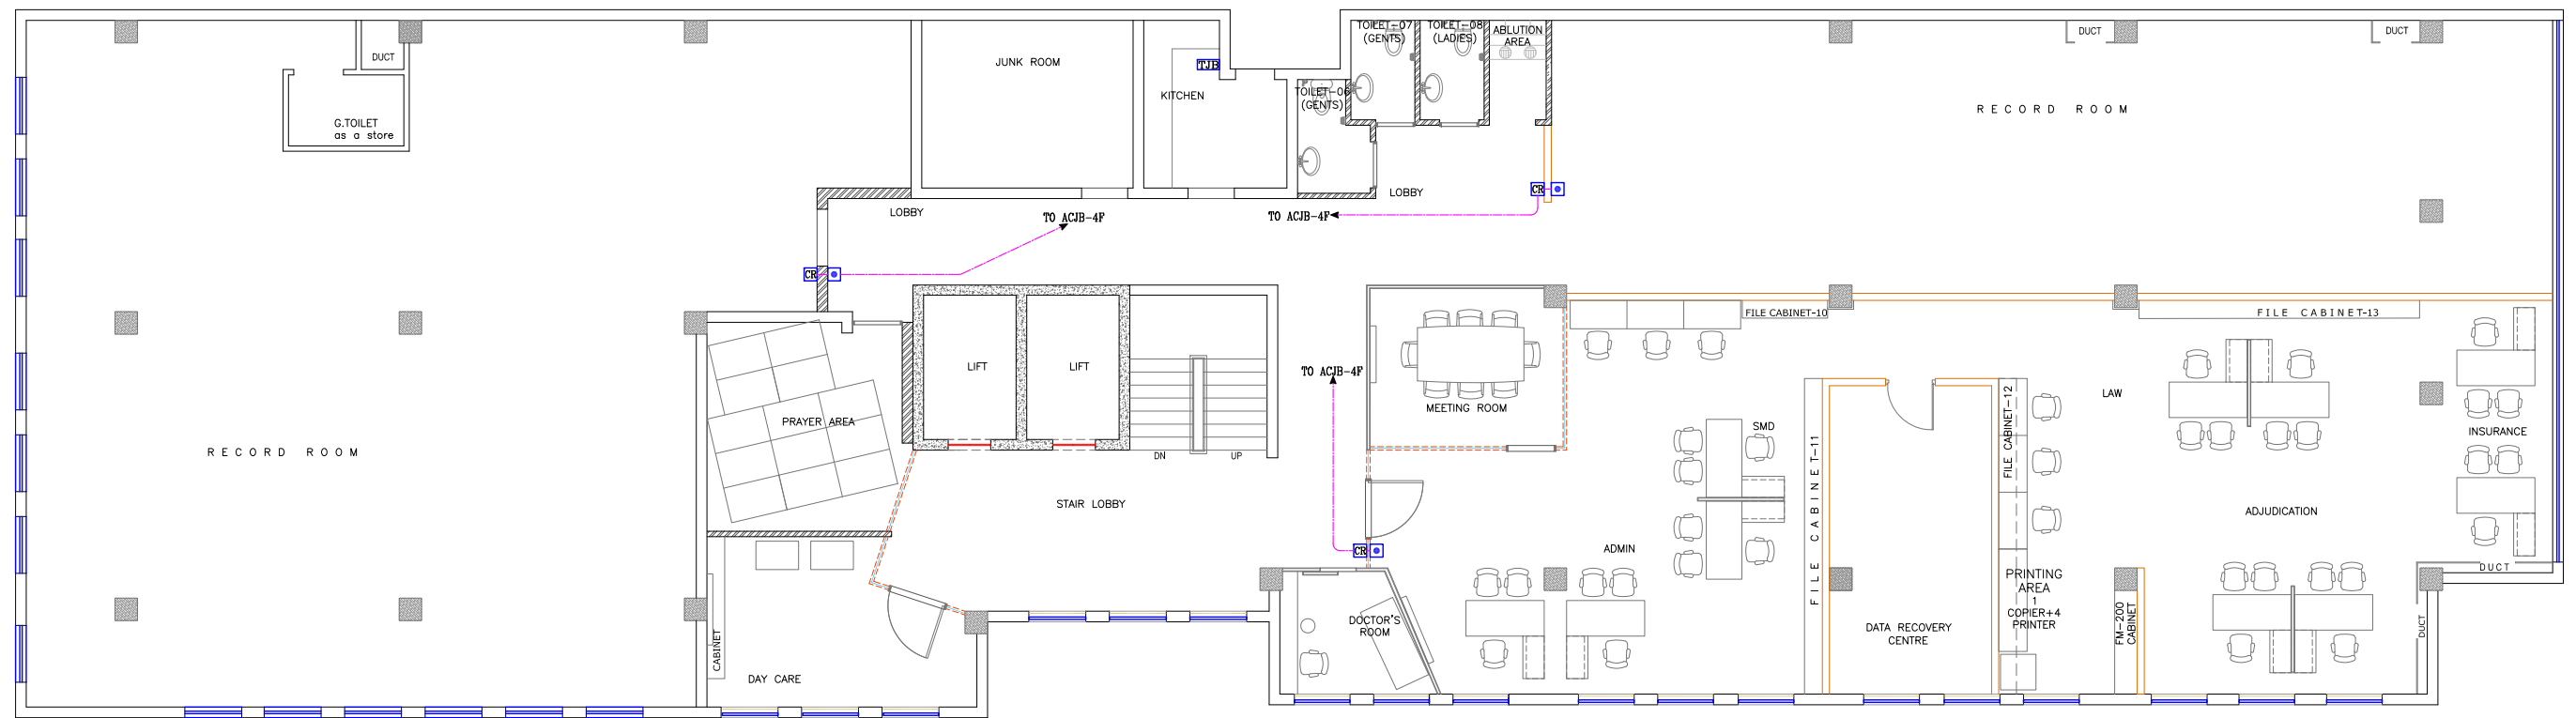 DUCT
G.TOILET
as a store
JUNK ROOM
KITCHEN
TJB
TOILET-06
(GENTS)
TOILET-07
(GENTS)
TOILET-08
(LADIES)
ABLUTION
AREA
DUCT
DUCT
R E C O R D   R O O M
LOBBY
CR
TO ACJB-4F
TO ACJB-4F
LOBBY
CR
FILE CABINET-10
F I L E   C A B I N E T-13
LIFT
LIFT
TO ACJB-4F
MEETING ROOM
PRAYER AREA
R E C O R D   R O O M
DN
UP
SMD
FILE CABINET-12
LAW
INSURANCE
STAIR LOBBY
ADMIN
F I L E   C A B I N E T-11
ADJUDICATION
CR
DUCT
PRINTING
AREA
1
COPIER+4
PRINTER
DOCTOR'S
ROOM
DATA RECOVERY
CENTRE
FM-200
CABINET
DUCT
CABINET
DAY CARE